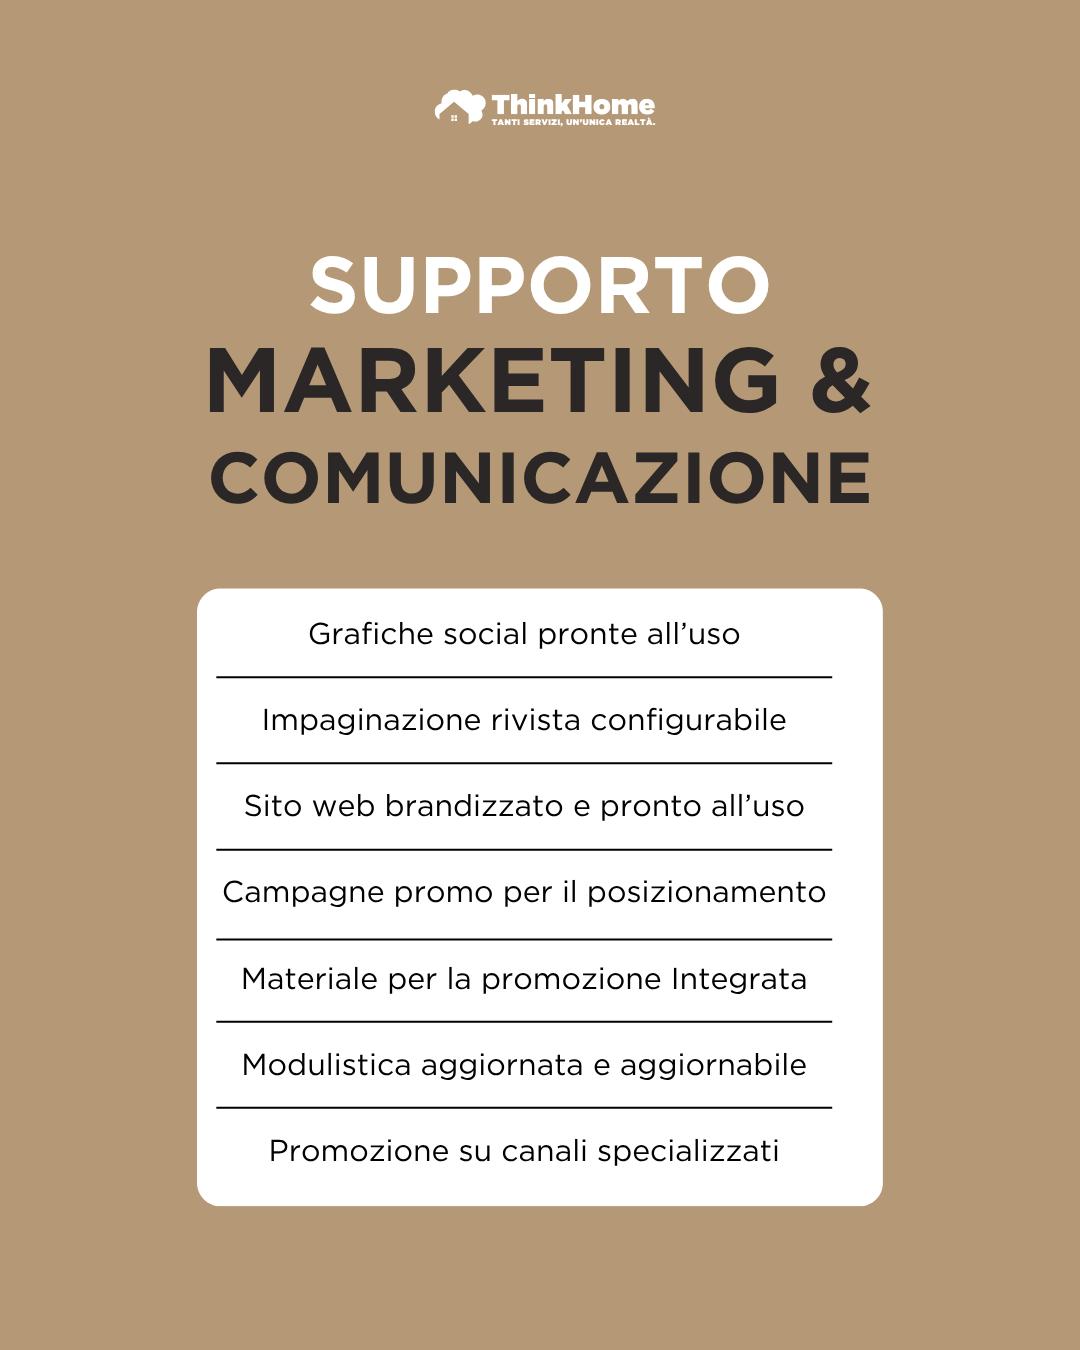 ThinkHome
TANTI SERVIZI, UN'UNICA REALTÀ.
SUPPORTO
MARKETING &
COMUNICAZIONE
Grafiche social pronte all’uso
Impaginazione rivista configurabile
Sito web brandizzato e pronto all’uso
Campagne promo per il posizionamento
Materiale per la promozione Integrata
Modulistica aggiornata e aggiornabile
Promozione su canali specializzati